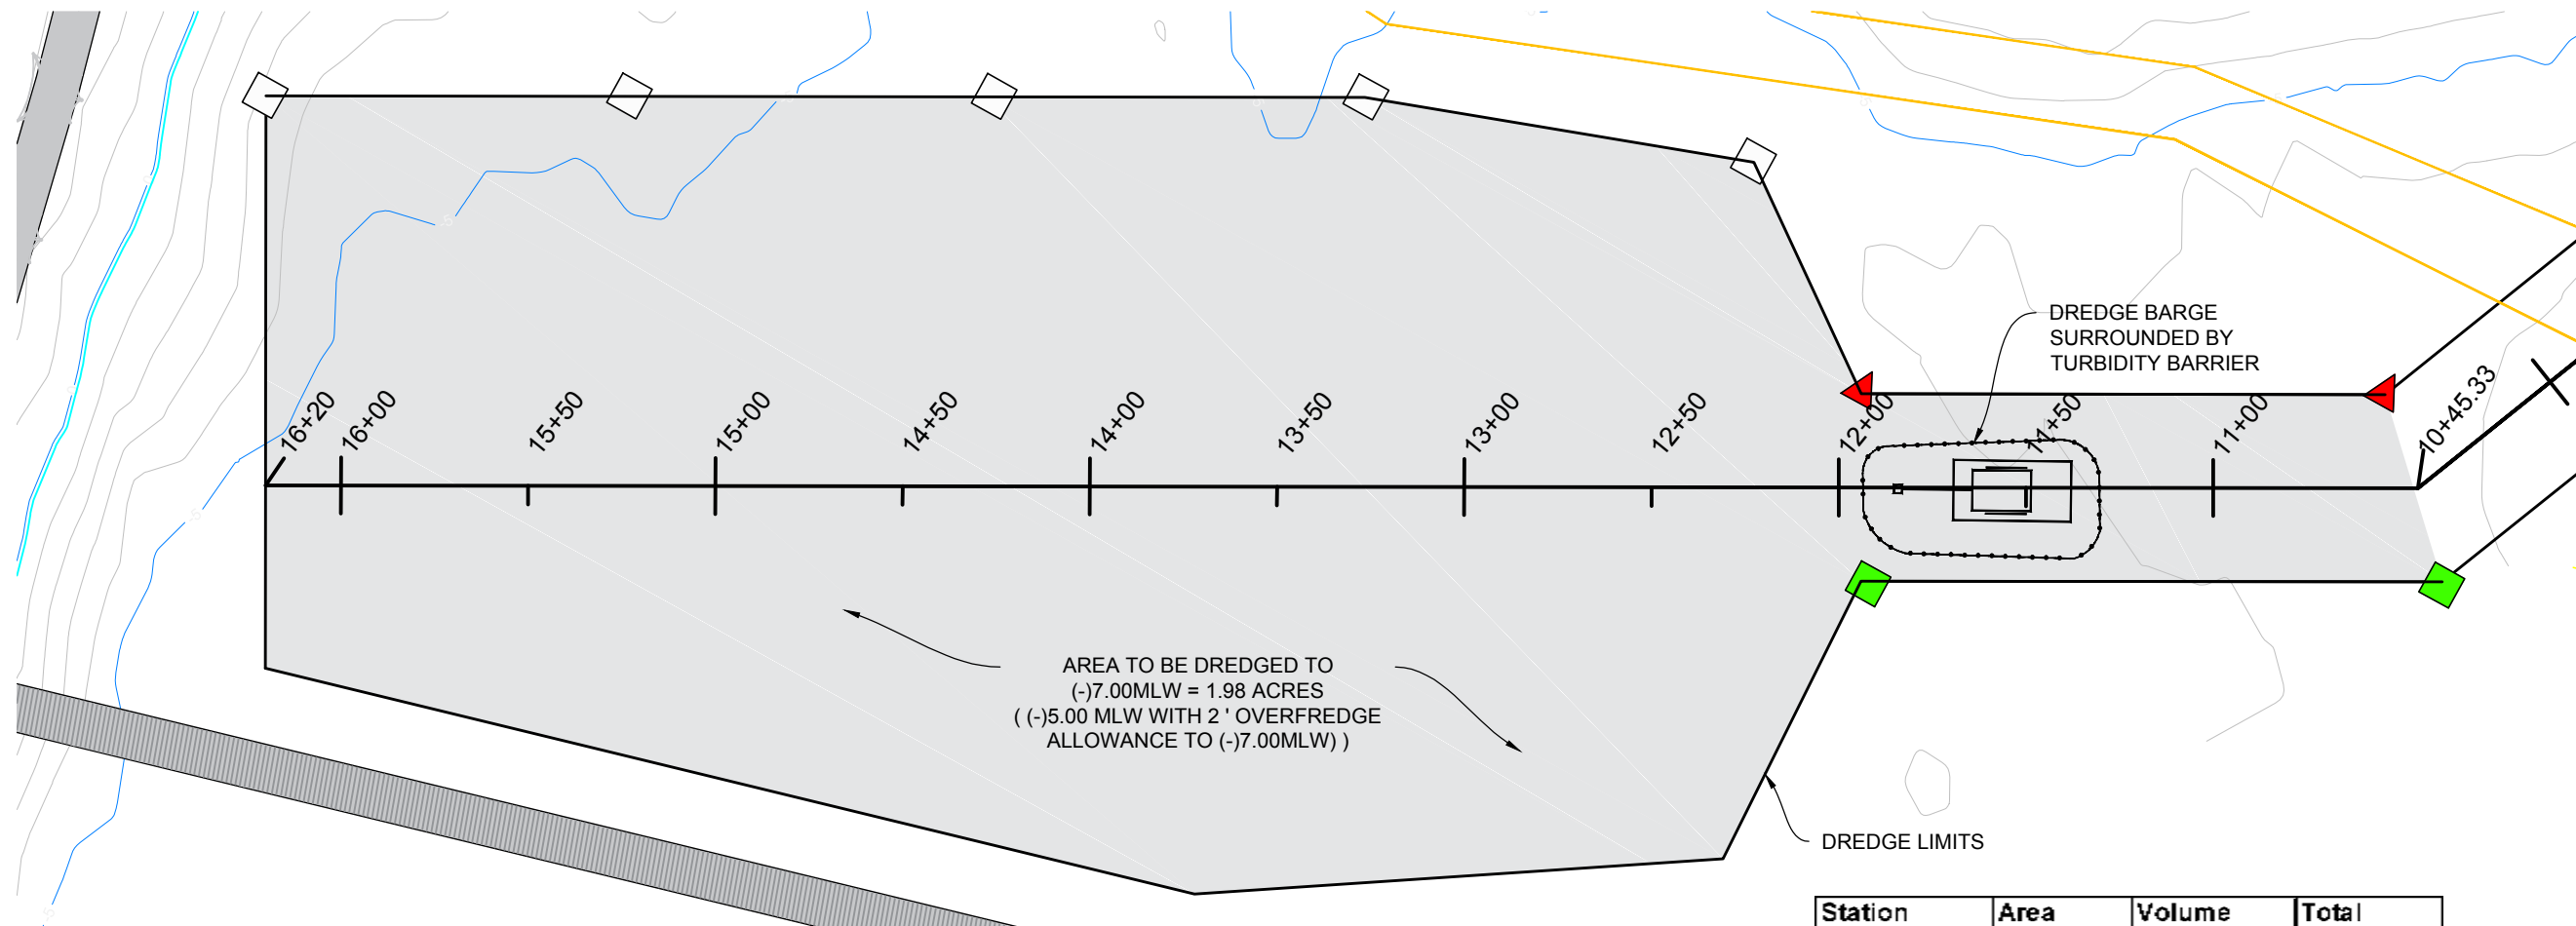 DREDGE BARGE
SURROUNDED BY
TURBIDITY BARRIER
16+20
16+00
15+50
15+00
14+50
14+00
13+50
13+00
12+50
12+00
11+50
11+00
10+45.33
AREA TO BE DREDGED TO
(-)7.00MLW = 1.98 ACRES
( (-)5.00 MLW WITH 2 ' OVERFREDGE
ALLOWANCE TO (-)7.00MLW) )
DREDGE LIMITS
Station Area Volume Total